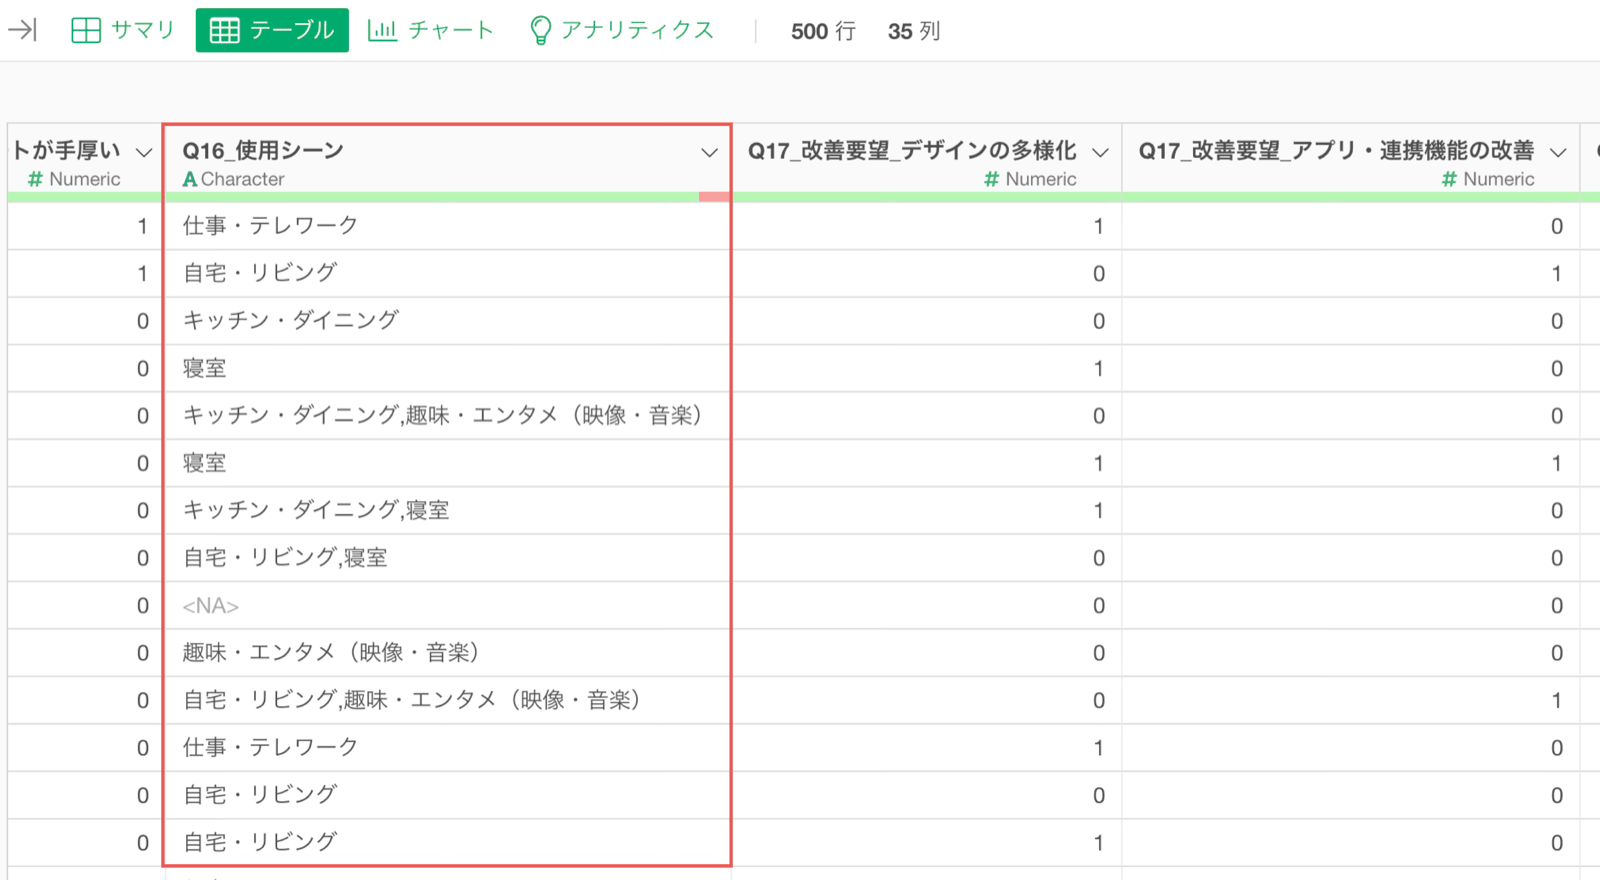 サマリ テーブル チャート アナリティクス 500 行 35 列
トが手厚い Q16_使用シーン Q17_改善要望_デザインの多様化 Q17_改善要望_アプリ・連携機能の改善
# Numeric A Character # Numeric # Numeric
1 仕事・テレワーク 1 0
1 自宅・リビング 0 1
0 キッチン・ダイニング 0 0
0 寝室 1 0
0 キッチン・ダイニング,趣味・エンタメ（映像・音楽） 0 0
0 寝室 1 1
0 キッチン・ダイニング,寝室 1 0
0 自宅・リビング,寝室 0 0
0 <NA> 0 0
0 趣味・エンタメ（映像・音楽） 0 0
0 自宅・リビング,趣味・エンタメ（映像・音楽） 0 1
0 仕事・テレワーク 1 0
0 自宅・リビング 0 0
0 自宅・リビング 1 0